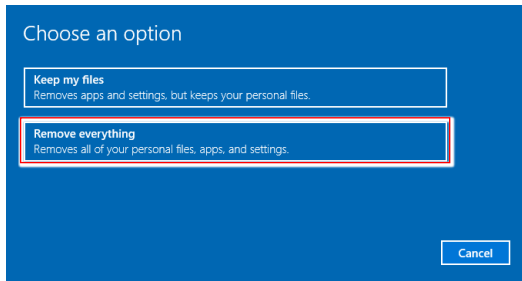 Choose an option
Keep my files
Removes apps and settings, but keeps your personal files.
Remove everything
Removes all of your personal files, apps, and settings.
Cancel